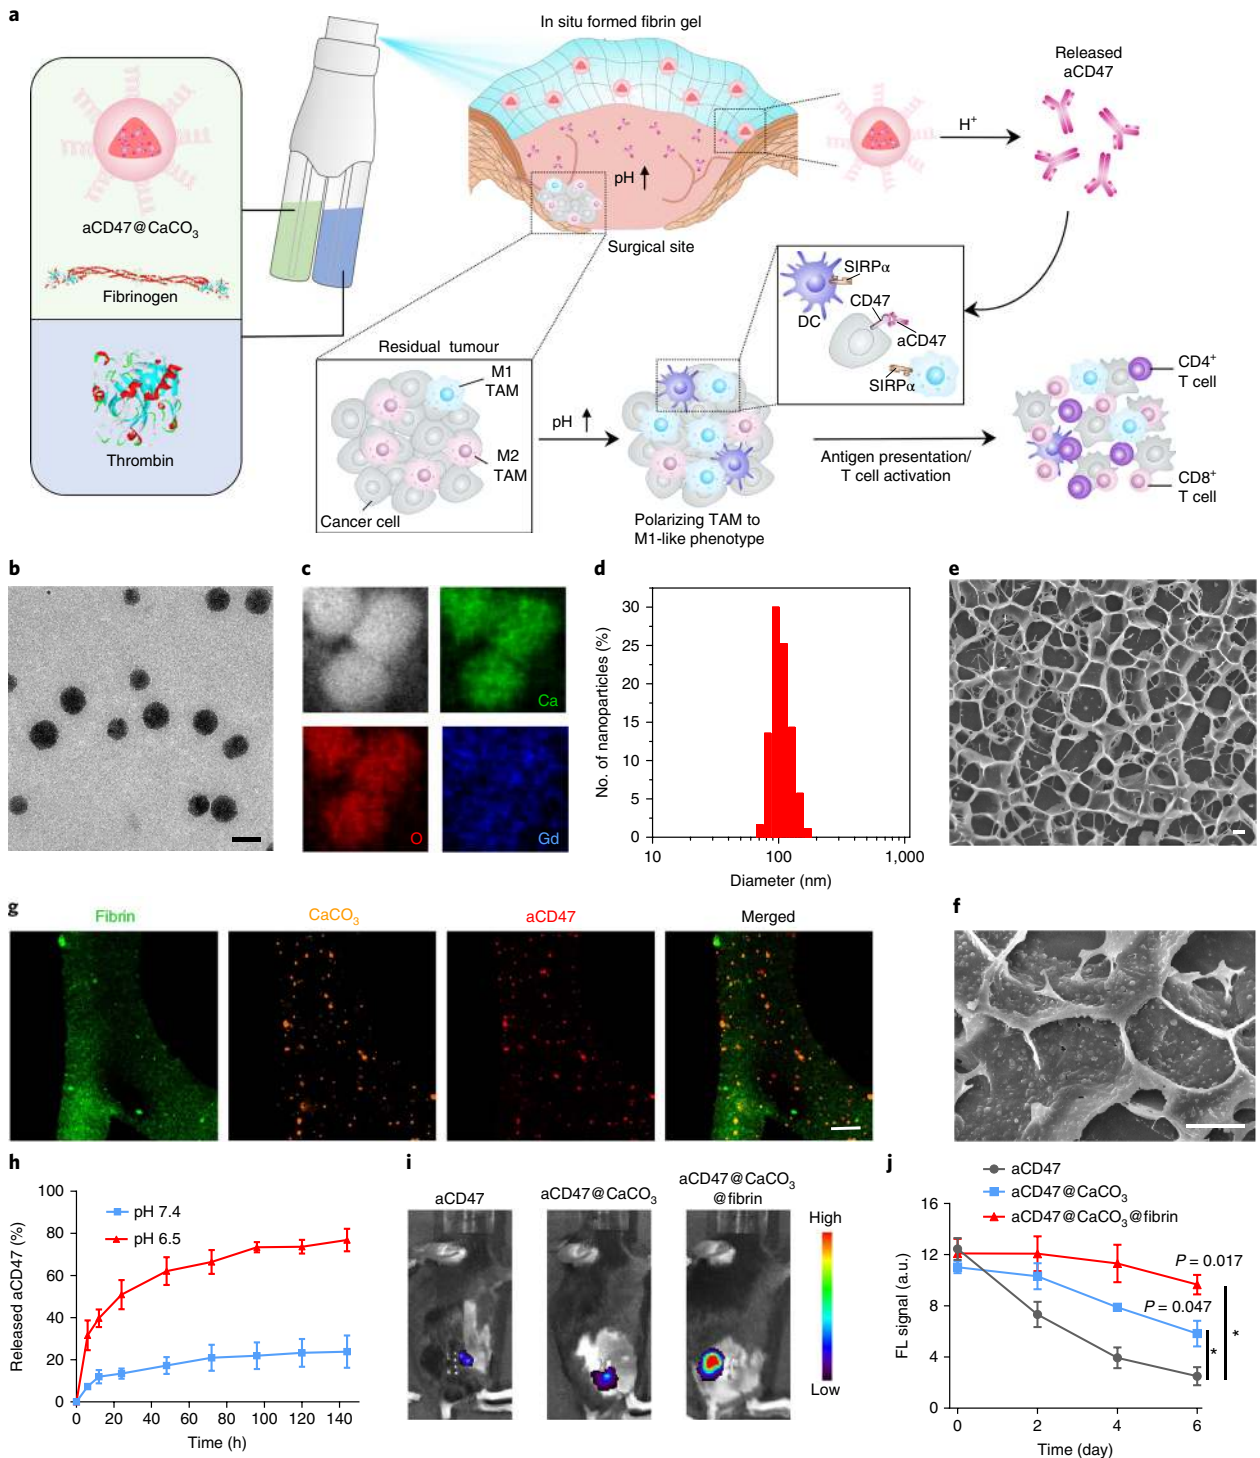 a
In situ formed fibrin gel
Released
aCD47
H+
pH ↑
aCD47@CaCO3
Surgical site
Fibrinogen
SIRPα
CD47
DC
aCD47
SIRPα
Residual tumour
M1
TAM
CD4+
T cell
pH ↑
M2
TAM
Thrombin
Antigen presentation/
T cell activation
CD8+
T cell
Cancer cell
Polarizing TAM to
M1-like phenotype
b
c
Ca
O
Gd
d
No. of nanoparticles (%)
30
25
20
15
10
5
0
10
100
1,000
Diameter (nm)
e
g
Fibrin
CaCO3
aCD47
Merged
f
h
Released aCD47 (%)
100
80
60
40
20
0
pH 7.4
pH 6.5
0
20
40
60
80
100
120
140
Time (h)
i
aCD47
aCD47@CaCO3
aCD47@CaCO3
@fibrin
High
Low
j
aCD47
aCD47@CaCO3
aCD47@CaCO3@fibrin
FL signal (a.u.)
16
12
8
4
0
P = 0.017
P = 0.047
*
*
0
2
4
6
Time (day)